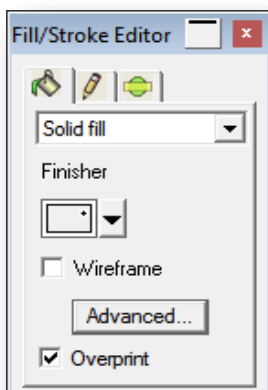 Fill/Stroke Editor
Solid fill
Finisher
Wireframe
Advanced...
Overprint